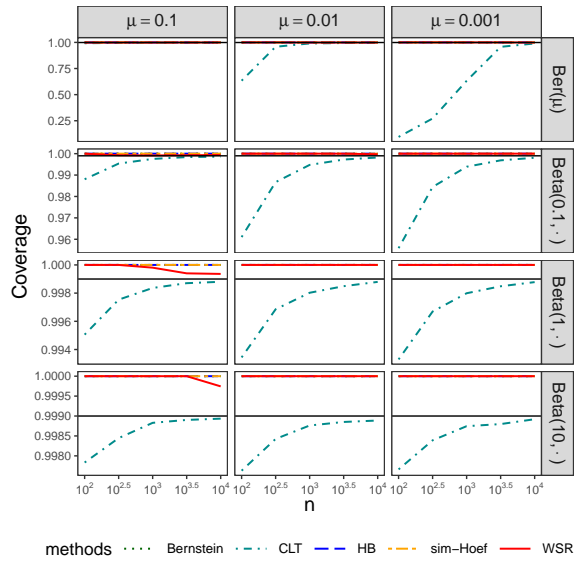 μ = 0.1 μ = 0.01 μ = 0.001
1.00
0.75
0.50
0.25
Ber(μ)
1.00
0.99
0.98
0.97
0.96
Beta(0.1, ·)
1.000
0.998
0.996
0.994
Beta(1, ·)
1.0000
0.9995
0.9990
0.9985
0.9980
Beta(10, ·)
Coverage
10^2 10^2.5 10^3 10^3.5 10^4 10^2 10^2.5 10^3 10^3.5 10^4 10^2 10^2.5 10^3 10^3.5 10^4
n
methods Bernstein CLT HB sim−Hoef WSR